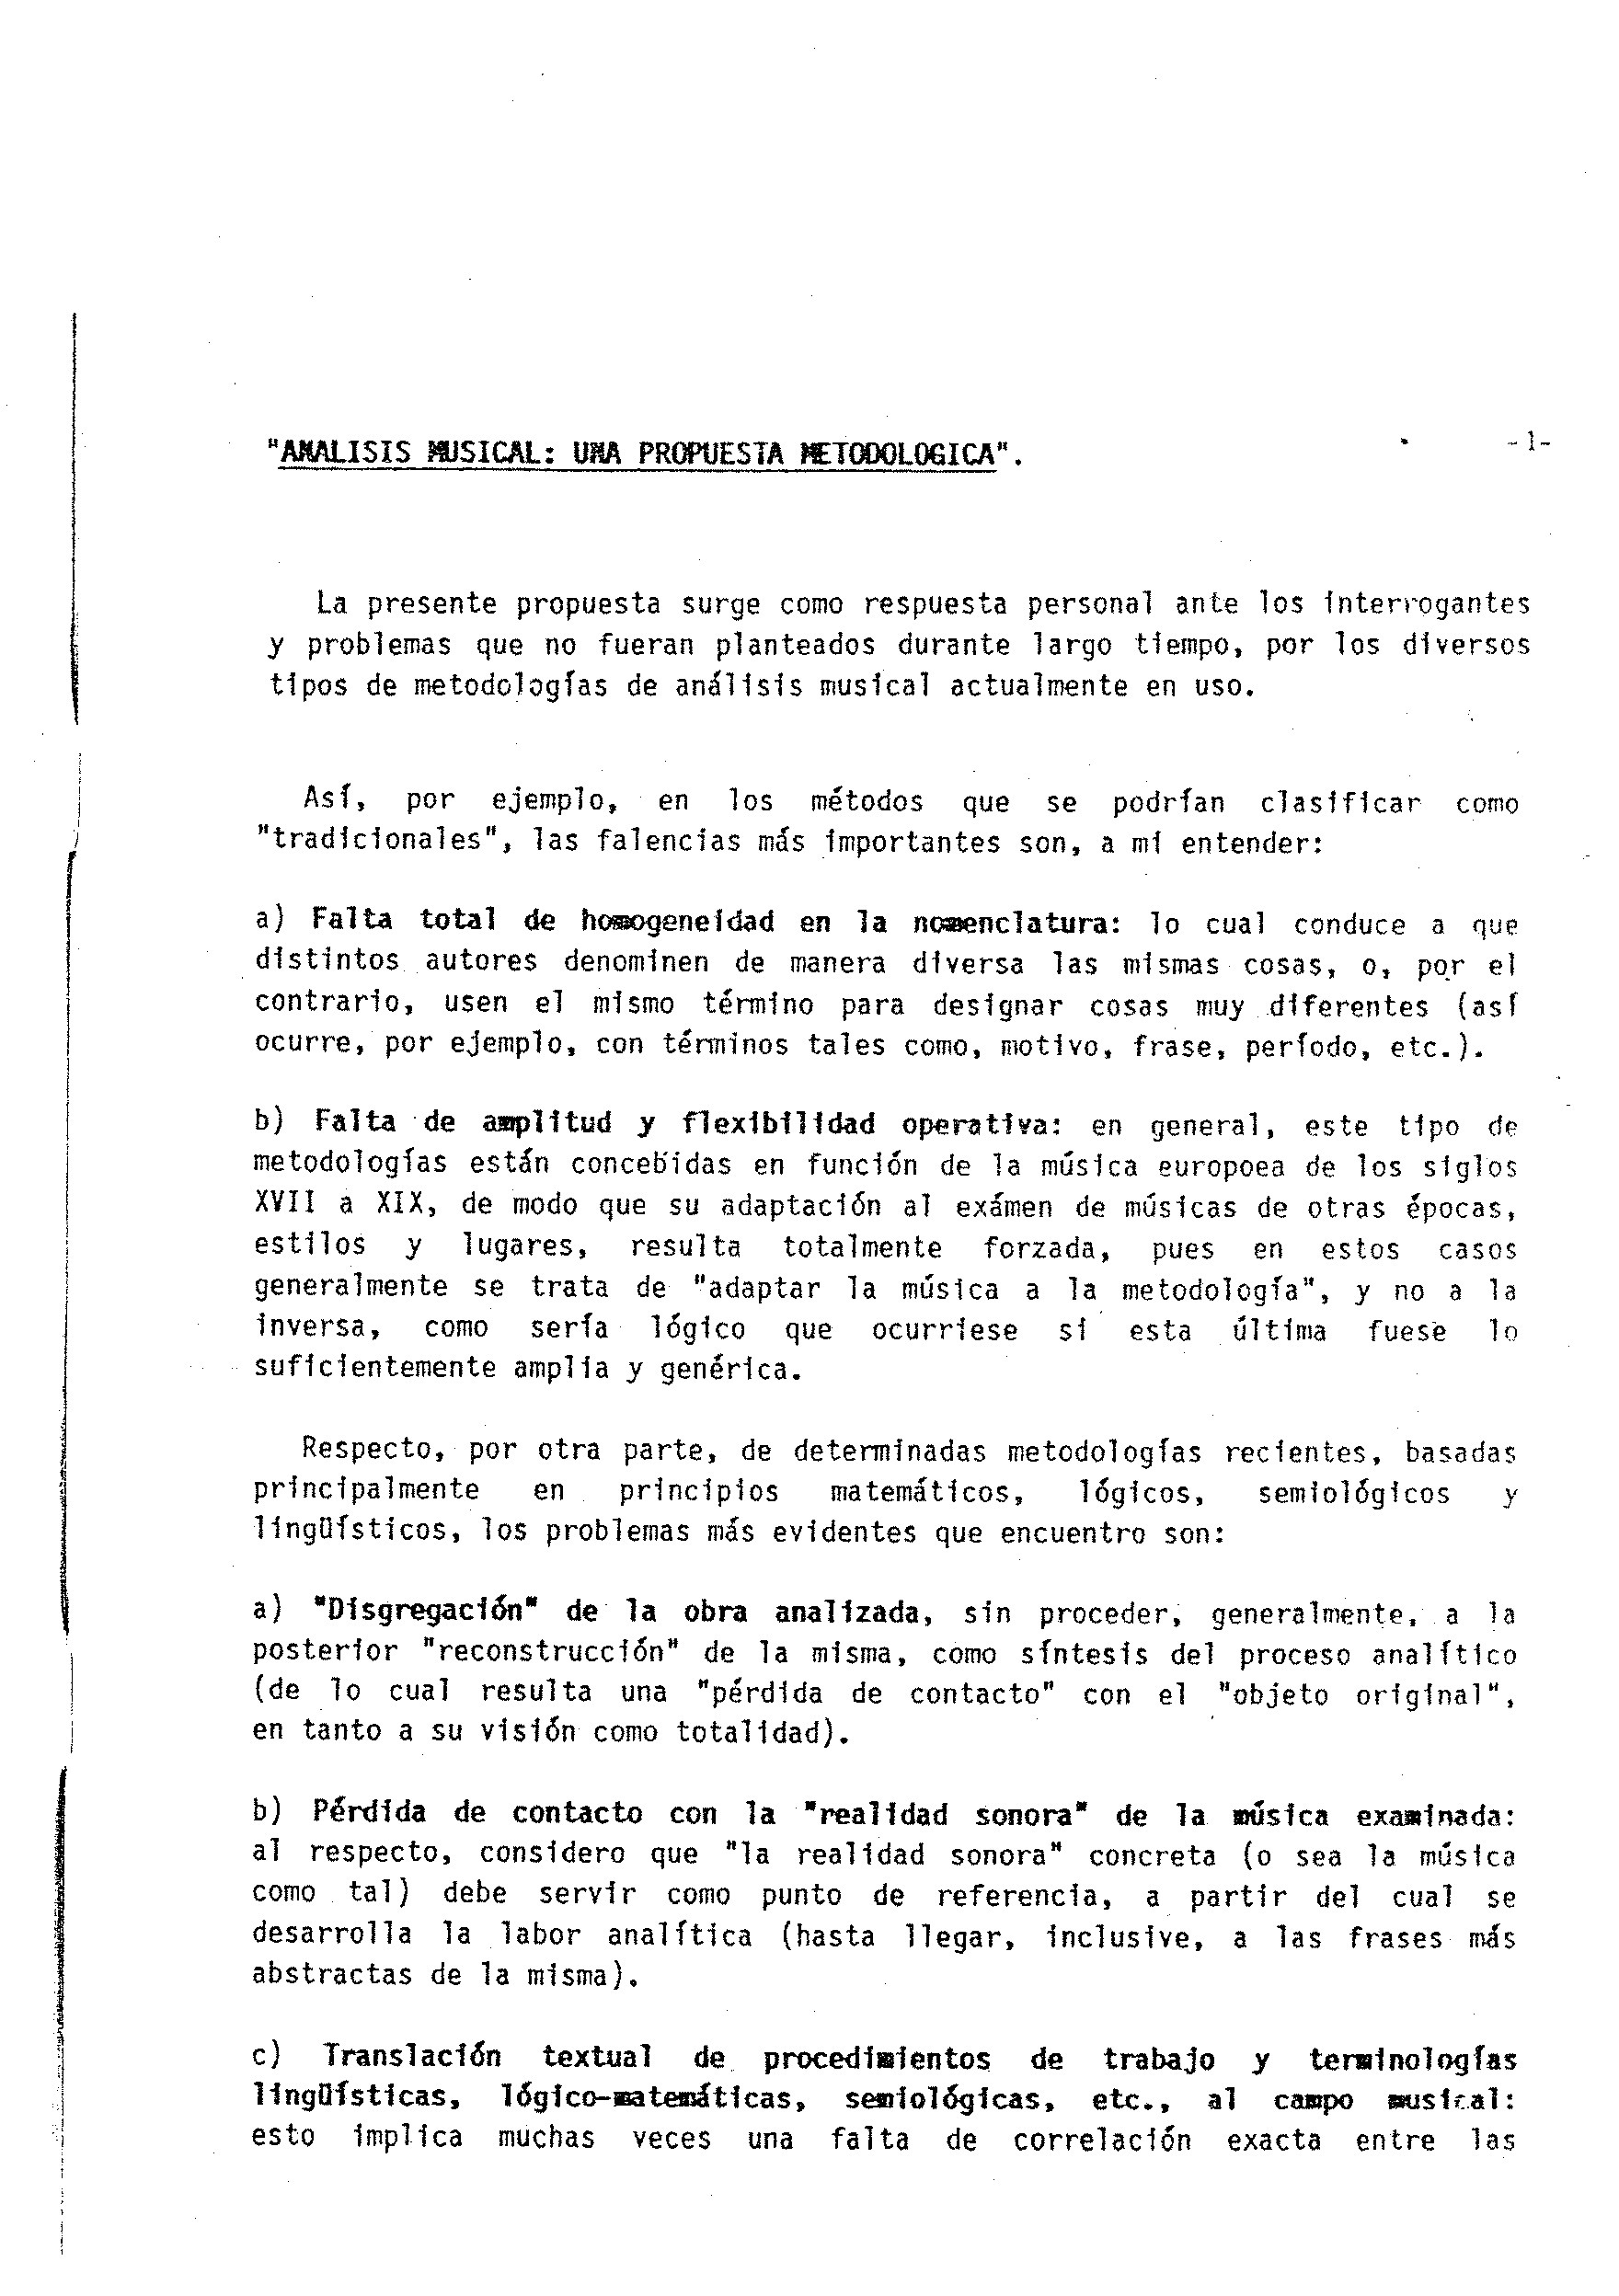 "ANALISIS MUSICAL: UNA PROPUESTA METODOLOGICA".
-1-
La presente propuesta surge como respuesta personal ante los interrogantes
y problemas que no fueran planteados durante largo tiempo, por los diversos
tipos de metodologías de análisis musical actualmente en uso.
Así, por ejemplo, en los métodos que se podrían clasificar como
"tradicionales", las falencias más importantes son, a mi entender:
a) Falta total de homogeneidad en la nomenclatura: lo cual conduce a que
distintos autores denominen de manera diversa las mismas cosas, o, por el
contrario, usen el mismo término para designar cosas muy diferentes (así
ocurre, por ejemplo, con términos tales como, motivo, frase, período, etc.).
b) Falta de amplitud y flexibilidad operativa: en general, este tipo de
metodologías están concebidas en función de la música europoea de los siglos
XVII a XIX, de modo que su adaptación al exámen de músicas de otras épocas,
estilos y lugares, resulta totalmente forzada, pues en estos casos
generalmente se trata de "adaptar la música a la metodología", y no a la
inversa, como sería lógico que ocurriese si esta última fuese lo
suficientemente amplia y genérica.
Respecto, por otra parte, de determinadas metodologías recientes, basadas
principalmente en principios matemáticos, lógicos, semiológicos y
lingüísticos, los problemas más evidentes que encuentro son:
a) "Disgregación" de la obra analizada, sin proceder, generalmente, a la
posterior "reconstrucción" de la misma, como síntesis del proceso analítico
(de lo cual resulta una "pérdida de contacto" con el "objeto original",
en tanto a su visión como totalidad).
b) Pérdida de contacto con la "realidad sonora" de la música examinada:
al respecto, considero que "la realidad sonora" concreta (o sea la música
como tal) debe servir como punto de referencia, a partir del cual se
desarrolla la labor analítica (hasta llegar, inclusive, a las frases más
abstractas de la misma).
c) Translación textual de procedimientos de trabajo y terminologías
lingüísticas, lógico-matemáticas, semiológicas, etc., al campo musical:
esto implica muchas veces una falta de correlación exacta entre las